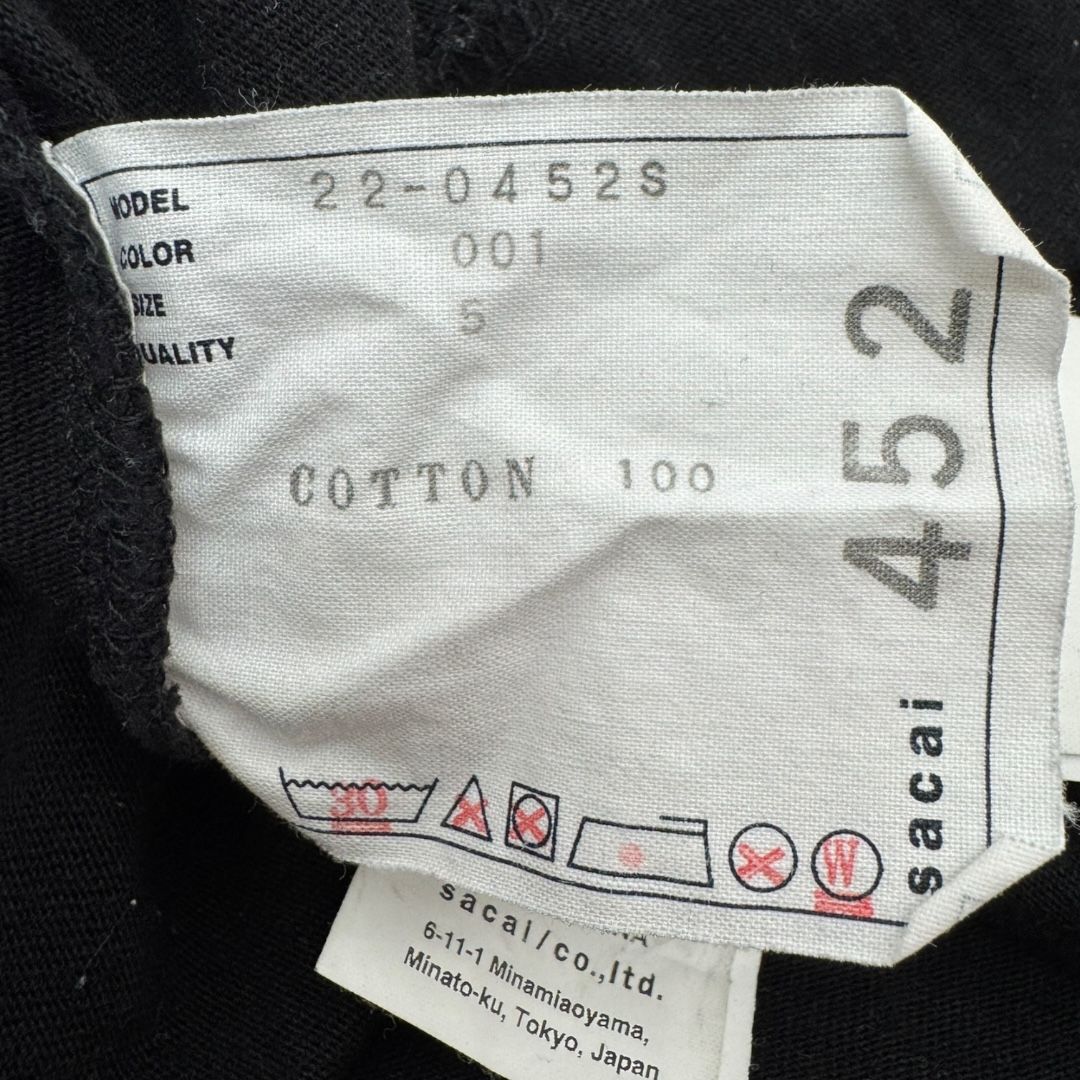 MODEL 22-0452S
COLOR 001
SIZE 5
QUALITY
COTTON 100
452
sacai
30
W
sacai/co.,ltd.
6-11-1 Minamiaoyama,
Minato-ku, Tokyo, Japan